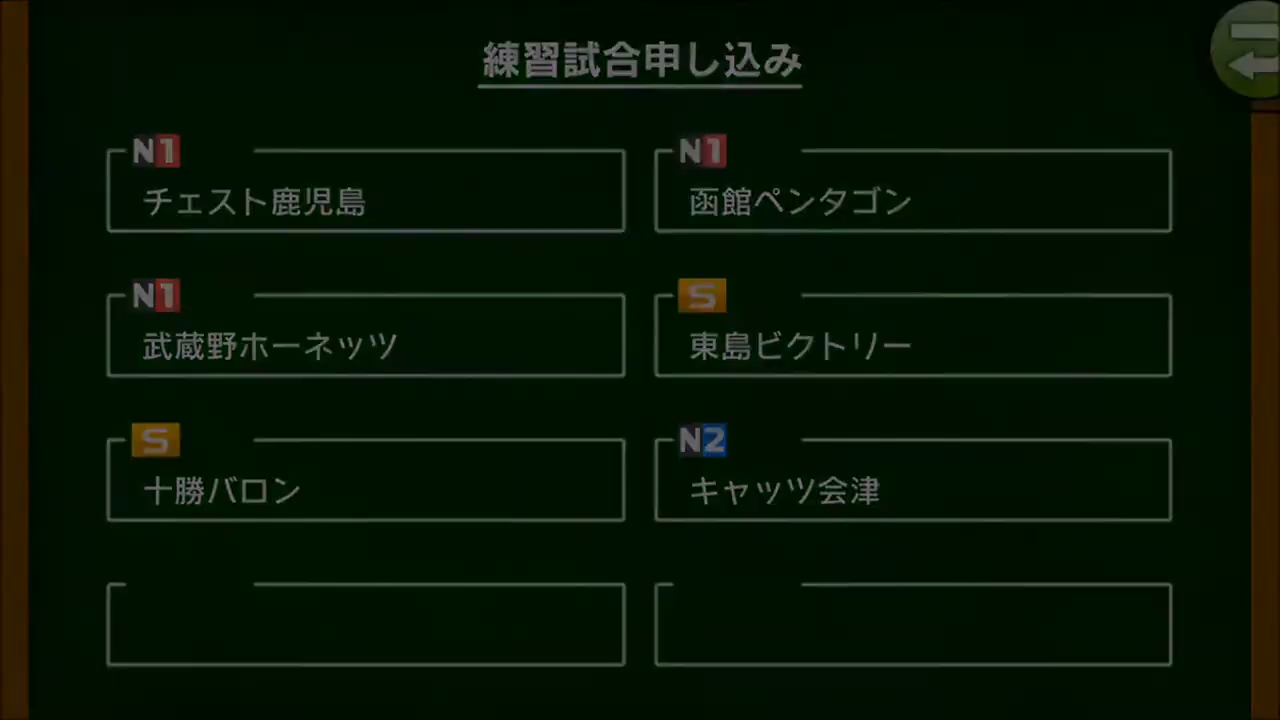 練習試合申し込み
N1
チェスト鹿児島
N1
函館ペンタゴン
N1
武蔵野ホーネッツ
S
東島ビクトリー
S
十勝バロン
N2
キャッツ会津